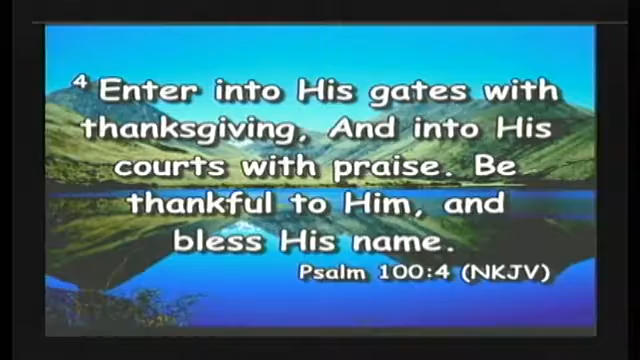 4 Enter into His gates with
thanksgiving, And into His
courts with praise. Be
thankful to Him, and
bless His name.
Psalm 100:4 (NKJV)